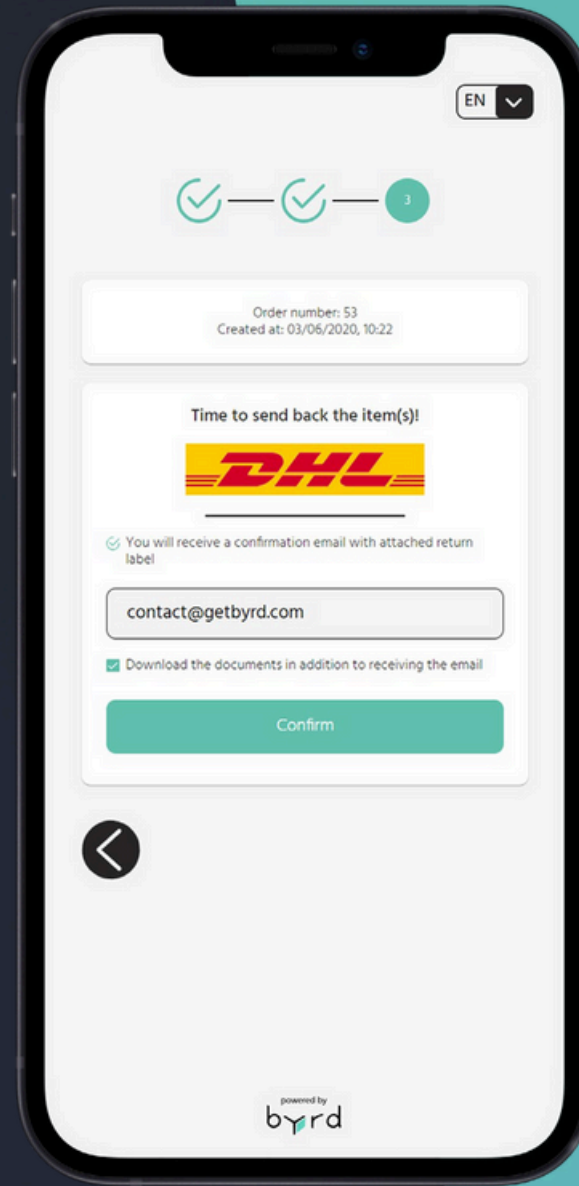 EN
3
Order number: 53
Created at: 03/06/2020, 10:22
Time to send back the item(s)!
DHL
You will receive a confirmation email with attached return
label
contact@getbyrd.com
Download the documents in addition to receiving the email
Confirm
powered by
byrd